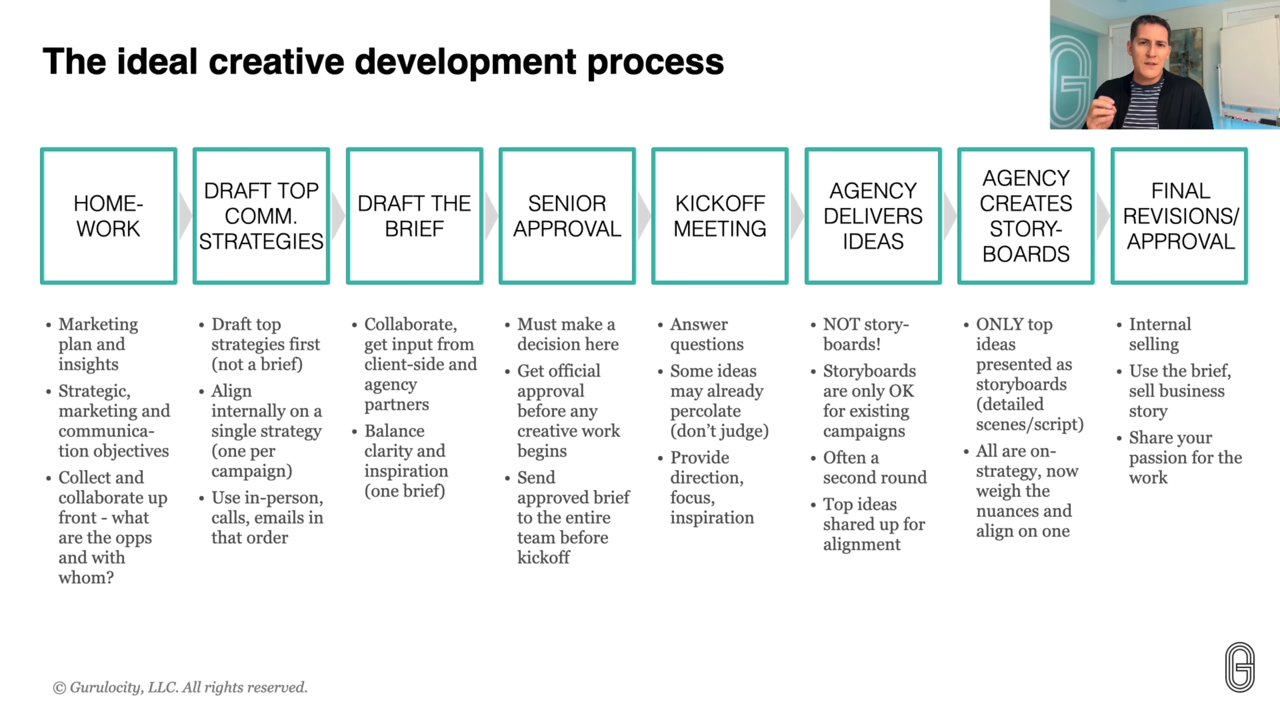 The ideal creative development process
HOME-
WORK
DRAFT TOP
COMM.
STRATEGIES
DRAFT THE
BRIEF
SENIOR
APPROVAL
KICKOFF
MEETING
AGENCY
DELIVERS
IDEAS
AGENCY
CREATES
STORY-
BOARDS
FINAL
REVISIONS/
APPROVAL
• Marketing
plan and
insights
• Strategic,
marketing and
communica-
tion objectives
• Collect and
collaborate up
front - what
are the opps
and with
whom?
• Draft top
strategies first
(not a brief)
• Align
internally on a
single strategy
(one per
campaign)
• Use in-person,
calls, emails in
that order
• Collaborate,
get input from
client-side and
agency
partners
• Balance
clarity and
inspiration
(one brief)
• Must make a
decision here
• Get official
approval
before any
creative work
begins
• Send
approved brief
to the entire
team before
kickoff
• Answer
questions
• Some ideas
may already
percolate
(don't judge)
• Provide
direction,
focus,
inspiration
• NOT story-
boards!
• Storyboards
are only OK
for existing
campaigns
• Often a
second round
• Top ideas
shared up for
alignment
• ONLY top
ideas
presented as
storyboards
(detailed
scenes/script)
• All are on-
strategy, now
weigh the
nuances and
align on one
• Internal
selling
• Use the brief,
sell business
story
• Share your
passion for the
work
© Gurulocity, LLC. All rights reserved.
G
G